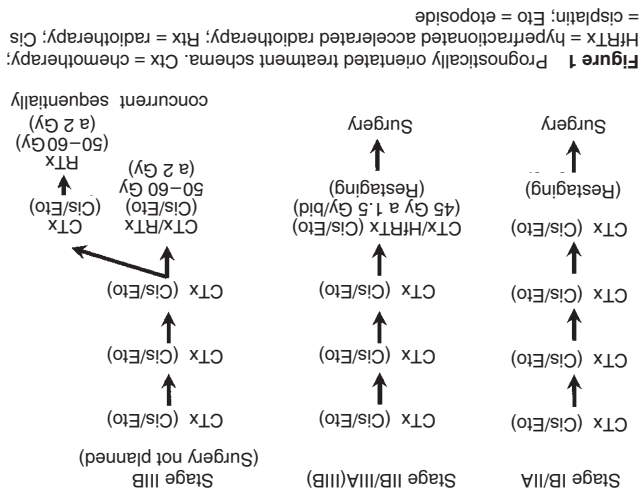 Stage IB/IIA
CTx (Cis/Eto)
CTx (Cis/Eto)
CTx (Cis/Eto)
CTx (Cis/Eto)
(Restaging)
Surgery
Stage IIB/IIIA(IIIB)
CTx (Cis/Eto)
CTx (Cis/Eto)
CTx (Cis/Eto)
CTx/HfRTx (Cis/Eto)
(45 Gy a 1.5 Gy/bid)
(Restaging)
Surgery
Stage IIIB
(Surgery not planned)
CTx (Cis/Eto)
CTx (Cis/Eto)
CTx (Cis/Eto)
CTx/RTx
(Cis/Eto)
50–60 Gy
(a 2 Gy)
concurrent
CTx
(Cis/Eto)
RTx
(50–60 Gy)
(a 2 Gy)
sequentially
Figure 1 Prognostically orientated treatment schema. Ctx = chemotherapy;
HfRTx = hyperfractionated accelerated radiotherapy; Rtx = radiotherapy; Cis
= cisplatin; Eto = etoposide